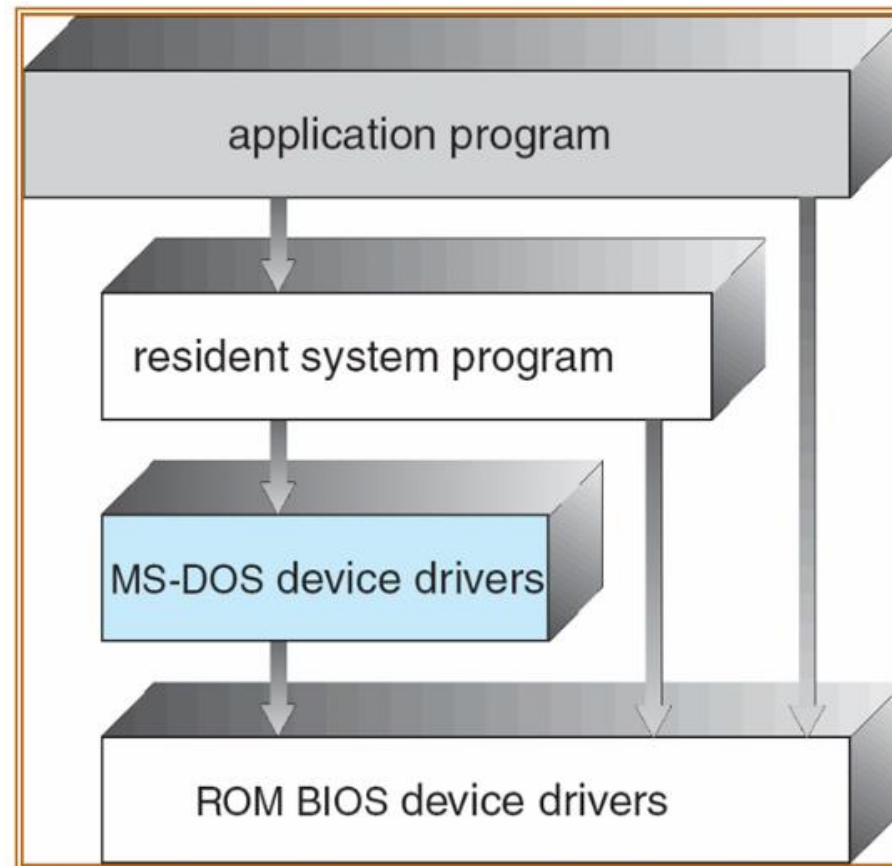 application program
resident system program
MS-DOS device drivers
ROM BIOS device drivers